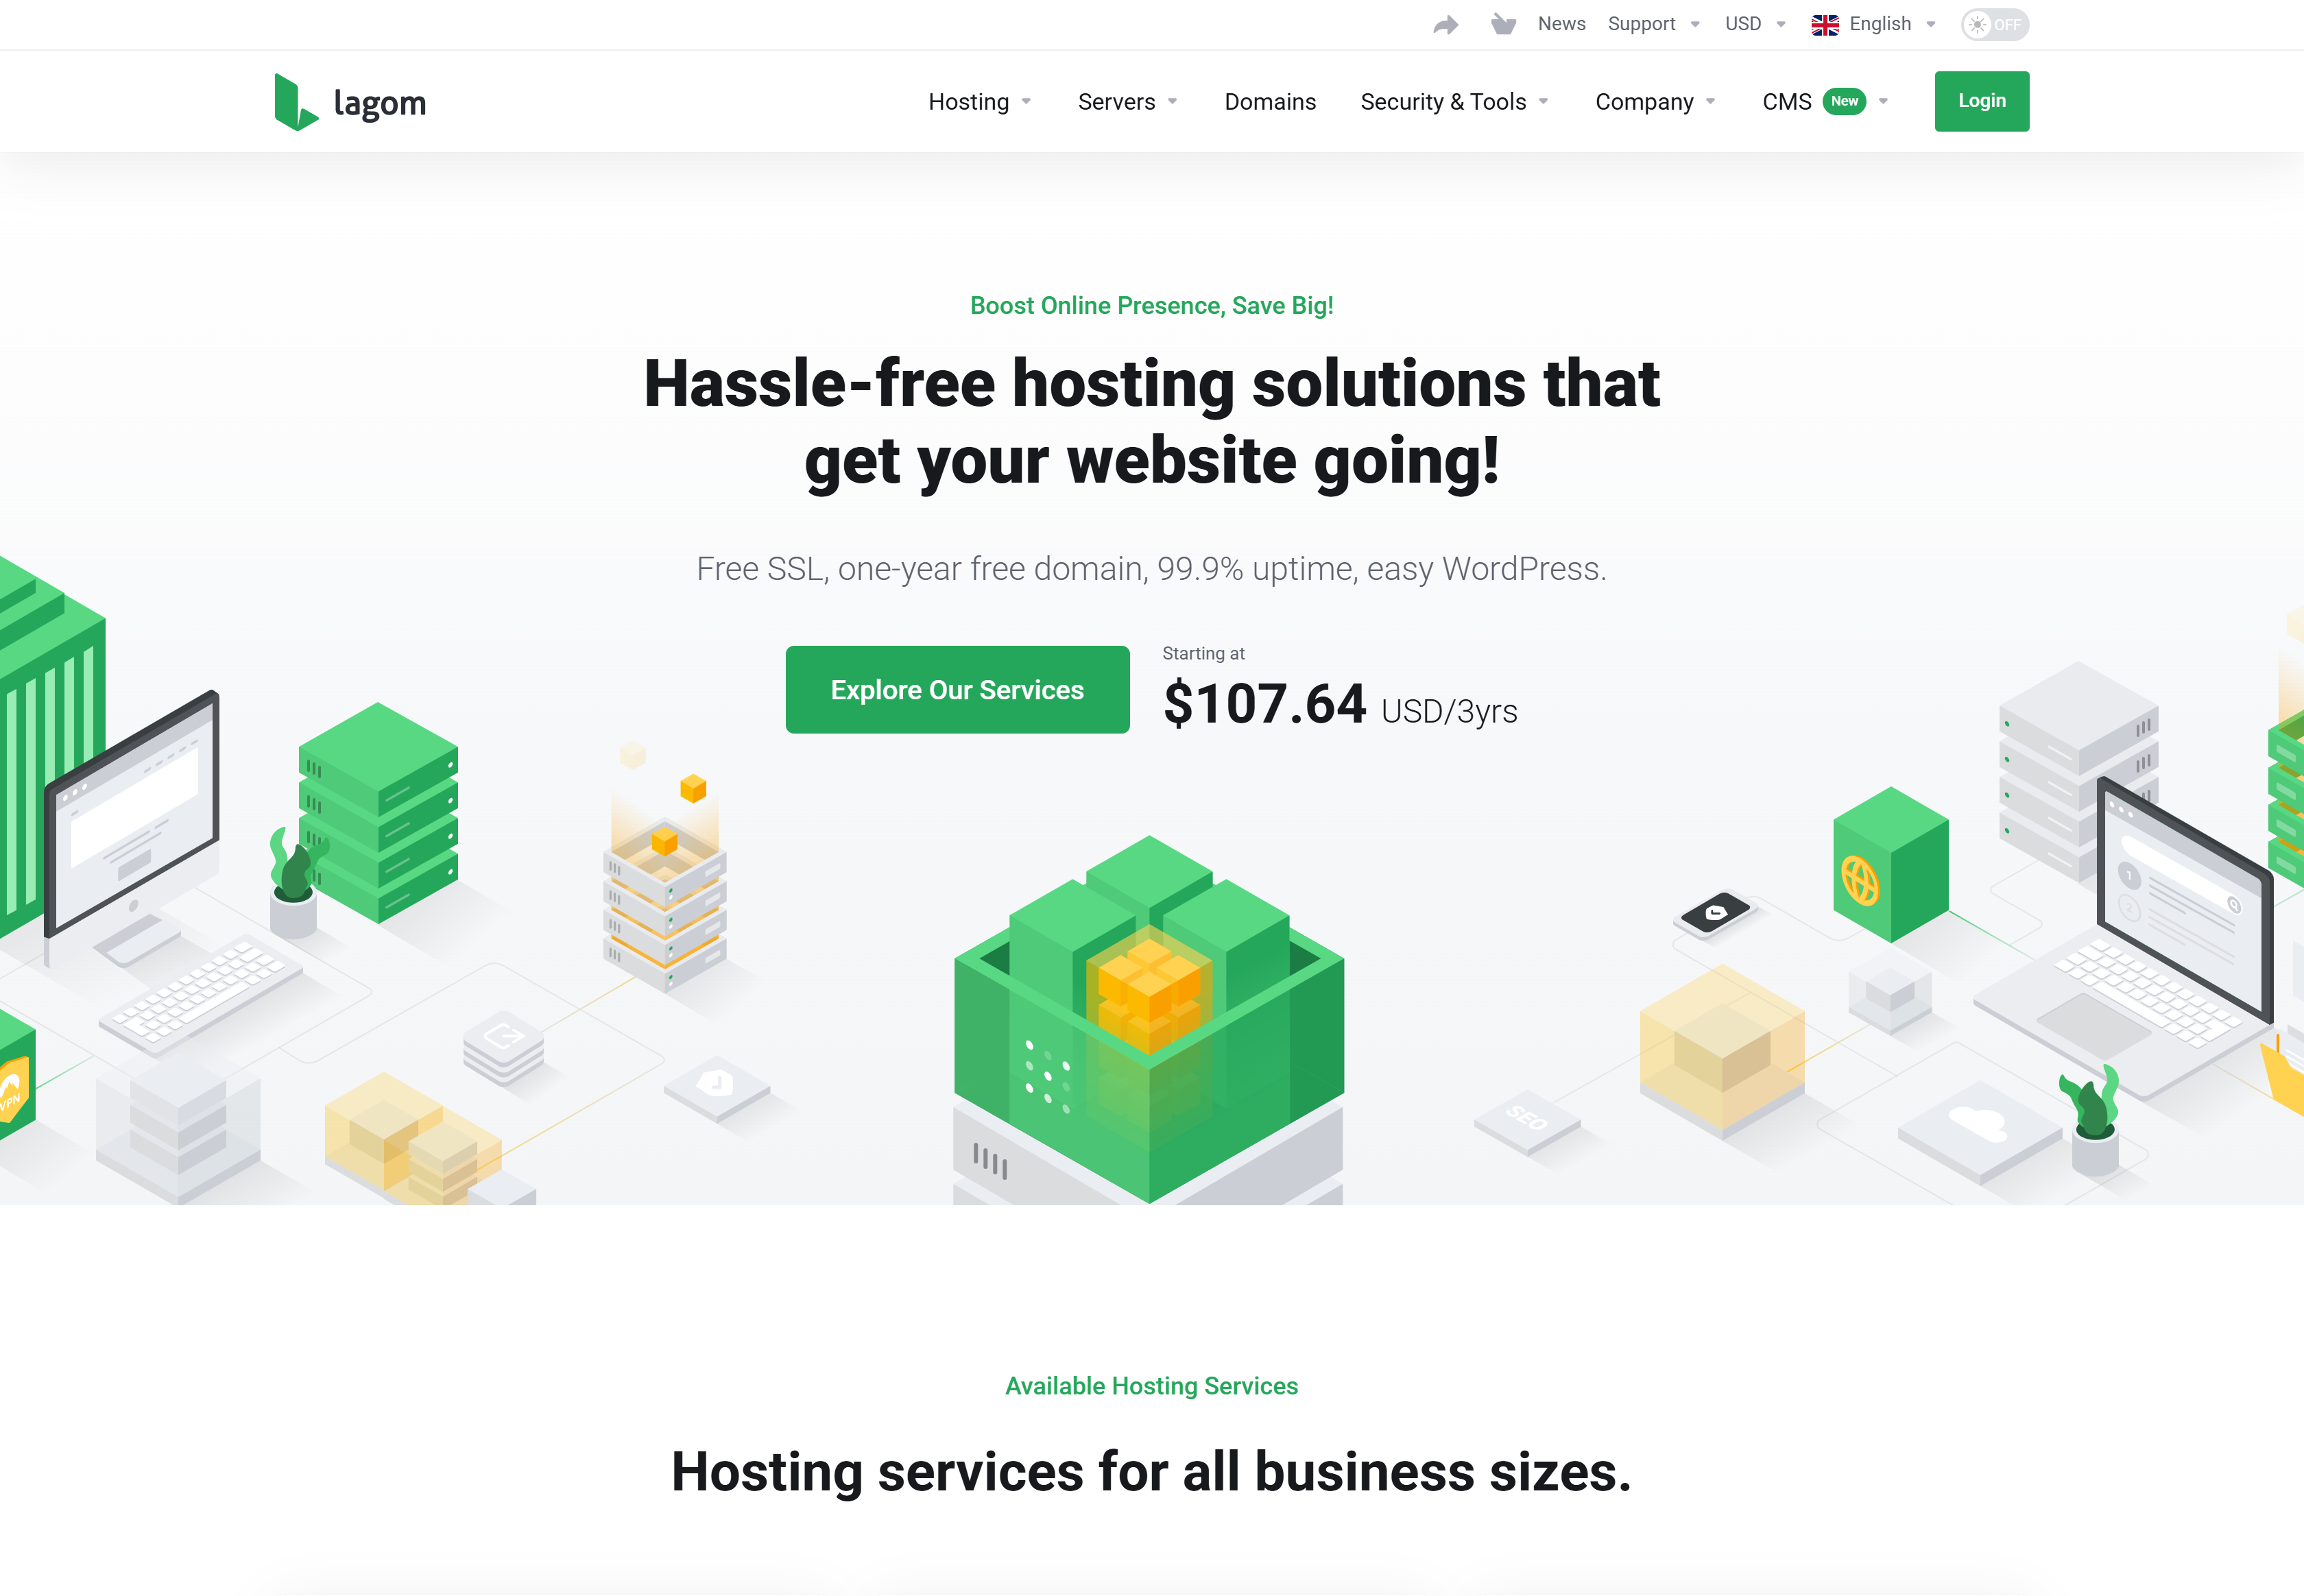 News Support USD English OFF
lagom
Hosting Servers Domains Security & Tools Company CMS New Login
Boost Online Presence, Save Big!
Hassle-free hosting solutions that
get your website going!
Free SSL, one-year free domain, 99.9% uptime, easy WordPress.
Explore Our Services
Starting at
$107.64 USD/3yrs
1
2
VPN
SEO
Available Hosting Services
Hosting services for all business sizes.